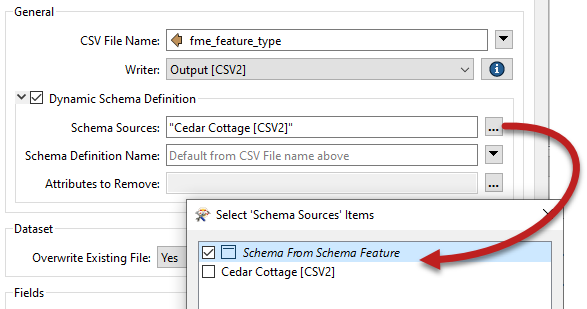 General
CSV File Name: fme_feature_type
Writer: Output [CSV2]
Dynamic Schema Definition
Schema Sources: "Cedar Cottage [CSV2]" ...
Schema Definition Name: Default from CSV File name above
Attributes to Remove: ...
Select 'Schema Sources' Items
Dataset
Overwrite Existing File: Yes
Schema From Schema Feature
Cedar Cottage [CSV2]
Fields